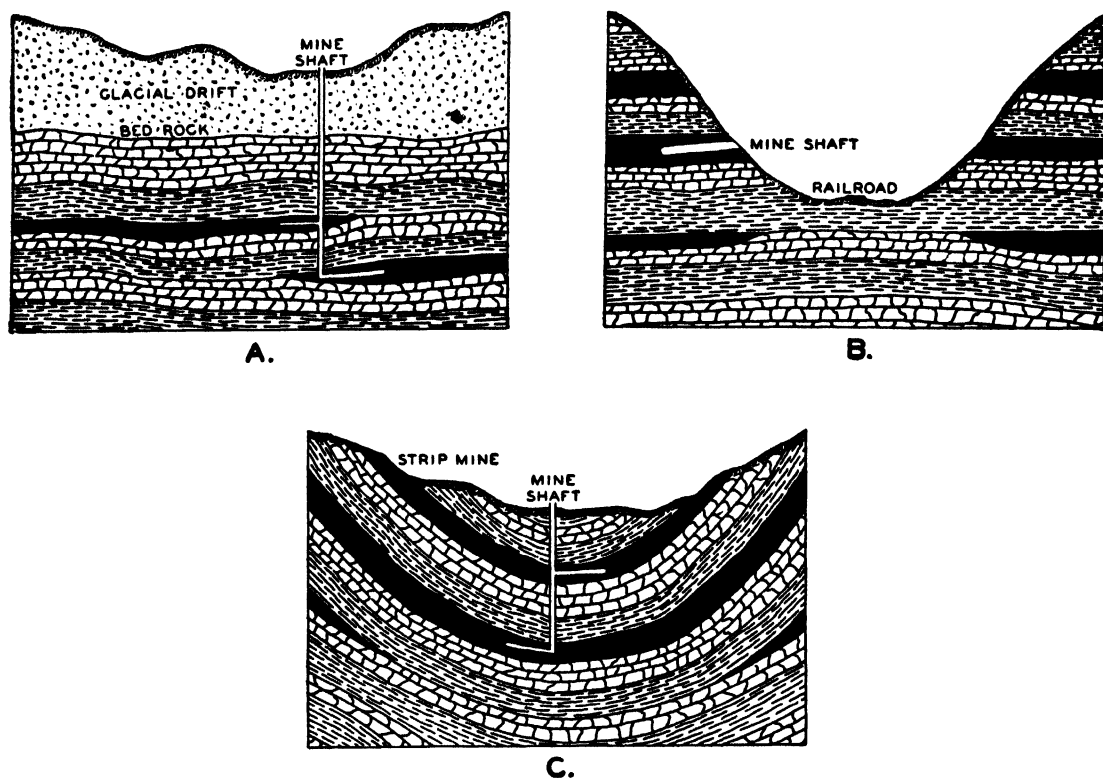 MINE
SHAFT
GLACIAL DRIFT
BED ROCK
A.
MINE SHAFT
RAILROAD
B.
STRIP MINE
MINE
SHAFT
C.